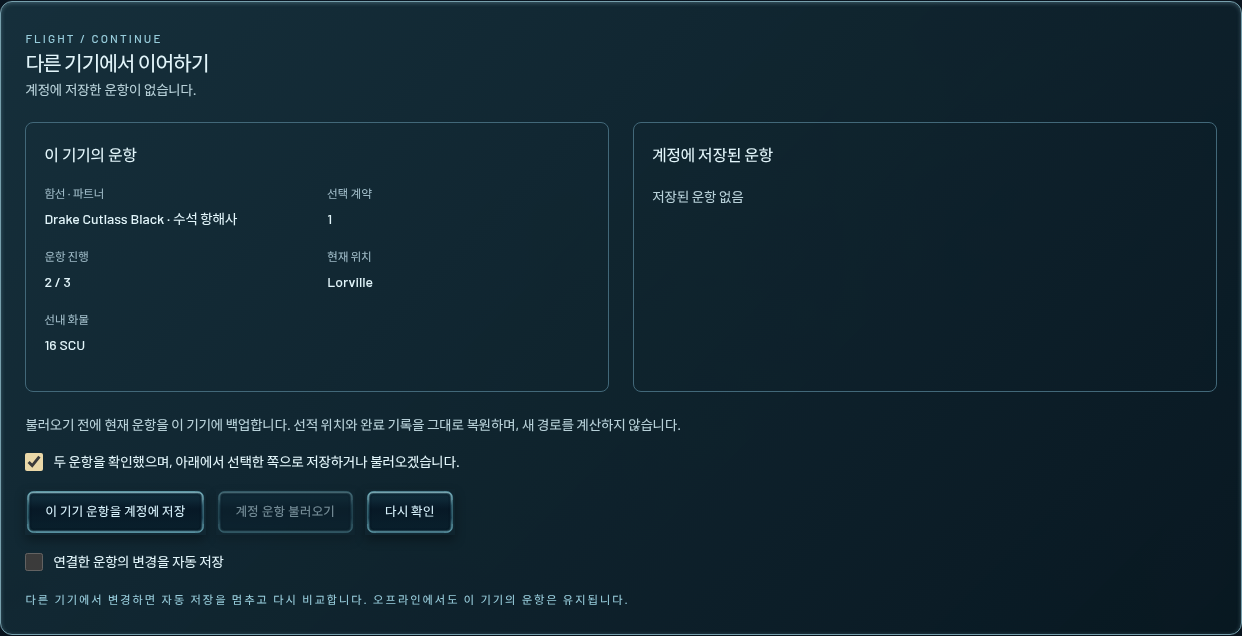 FLIGHT / CONTINUE
다른 기기에서 이어하기
계정에 저장한 운항이 없습니다.
이 기기의 운항
함선 · 파트너
Drake Cutlass Black · 수석 항해사
선택 계약
1
운항 진행
2 / 3
현재 위치
Lorville
선내 화물
16 SCU
계정에 저장된 운항
저장된 운항 없음
불러오기 전에 현재 운항을 이 기기에 백업합니다. 선적 위치와 완료 기록을 그대로 복원하며, 새 경로를 계산하지 않습니다.
두 운항을 확인했으며, 아래에서 선택한 쪽으로 저장하거나 불러오겠습니다.
이 기기 운항을 계정에 저장
계정 운항 불러오기
다시 확인
연결한 운항의 변경을 자동 저장
다른 기기에서 변경하면 자동 저장을 멈추고 다시 비교합니다. 오프라인에서도 이 기기의 운항은 유지됩니다.